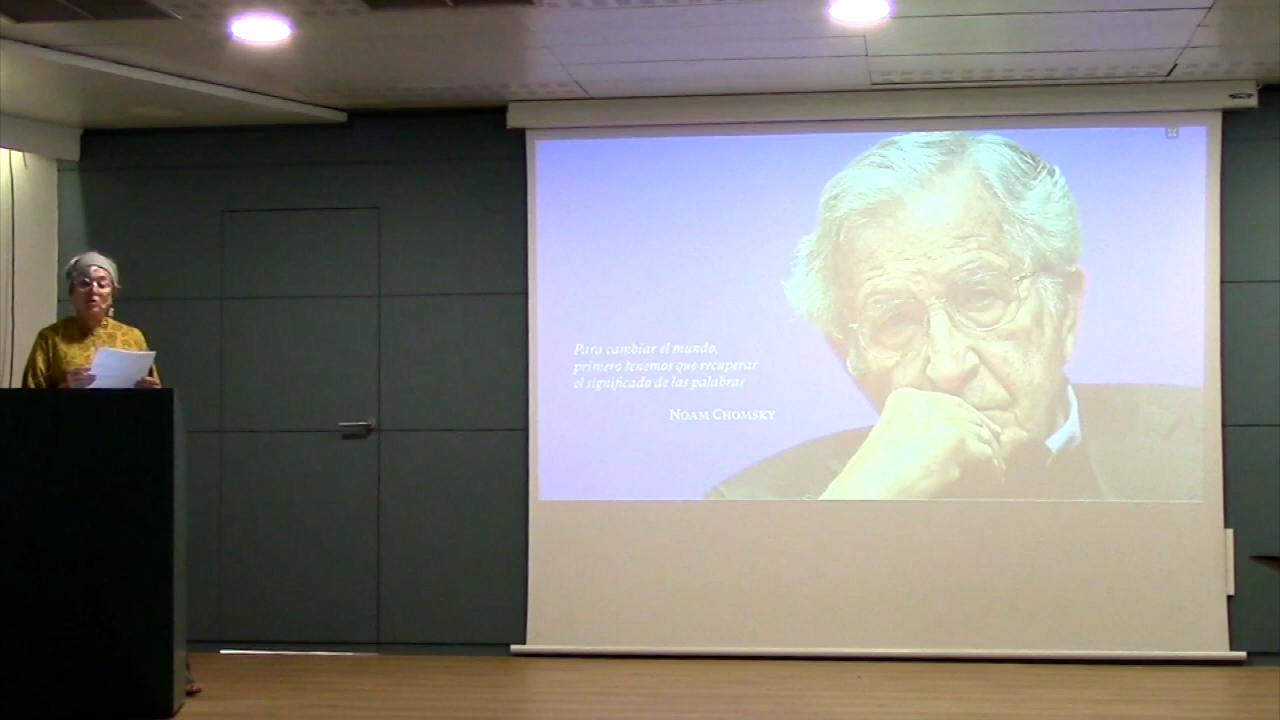 Para cambiar el mundo,
primero tenemos que recuperar
el significado de las palabras
NOAM CHOMSKY